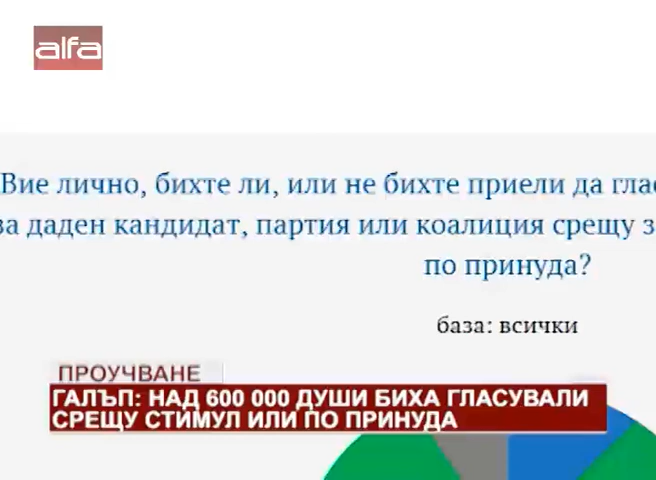 alfa
Вие лично, бихте ли, или не бихте приели да
за даден кандидат, партия или коалиция срещу
по принуда?
база: всички
ПРОУЧВАНЕ
ГАЛЪП: НАД 600 000 ДУШИ БИХА ГЛАСУВАЛИ
СРЕЩУ СТИМУЛ ИЛИ ПО ПРИНУДА